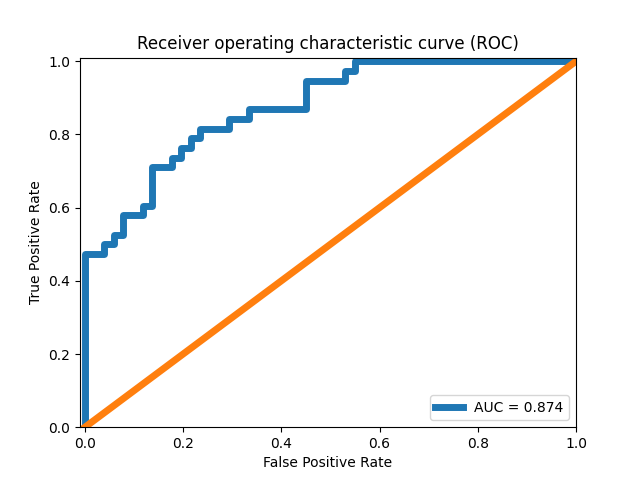 Receiver operating characteristic curve (ROC)
1.0
0.8
0.6
0.4
0.2
0.0
True Positive Rate
AUC = 0.874
0.0 0.2 0.4 0.6 0.8 1.0
False Positive Rate